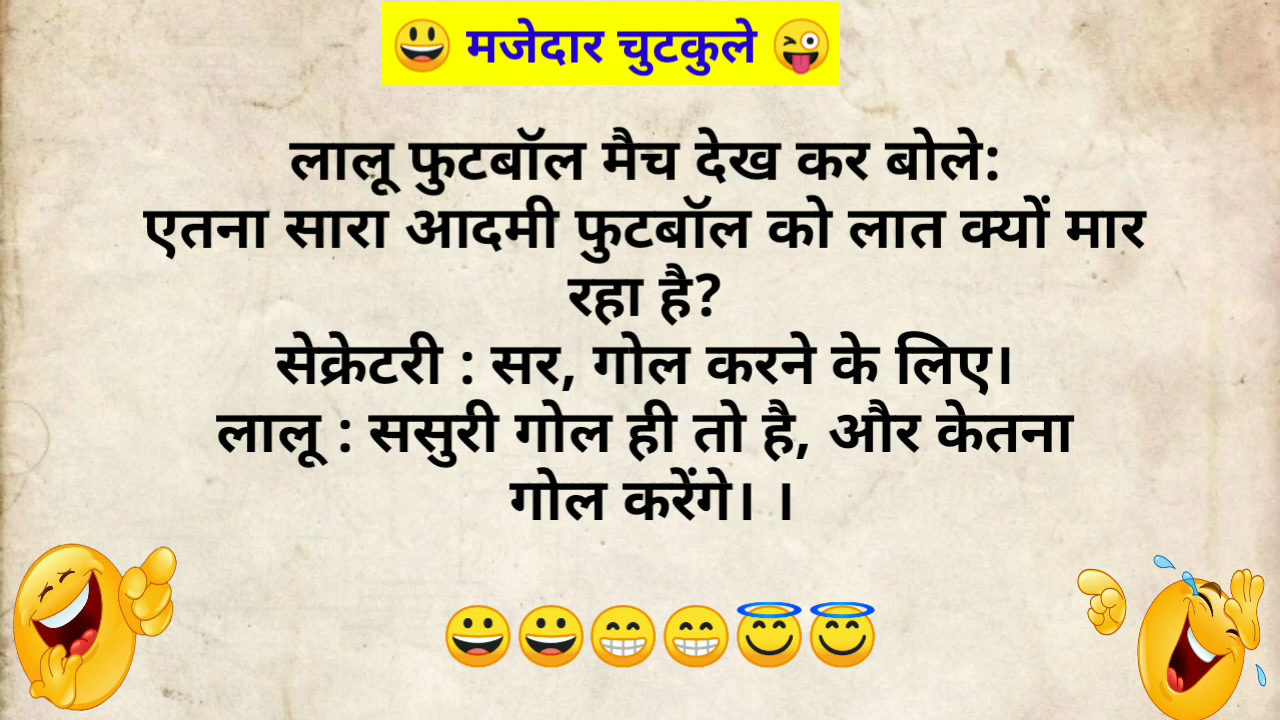 😃 मजेदार चुटकुले 😜
लालू फुटबॉल मैच देख कर बोले:
एतना सारा आदमी फुटबॉल को लात क्यों मार
रहा है?
सेक्रेटरी : सर, गोल करने के लिए।
लालू : ससुरी गोल ही तो है, और केतना
गोल करेंगे। ।
😀😀😁😁😇😇